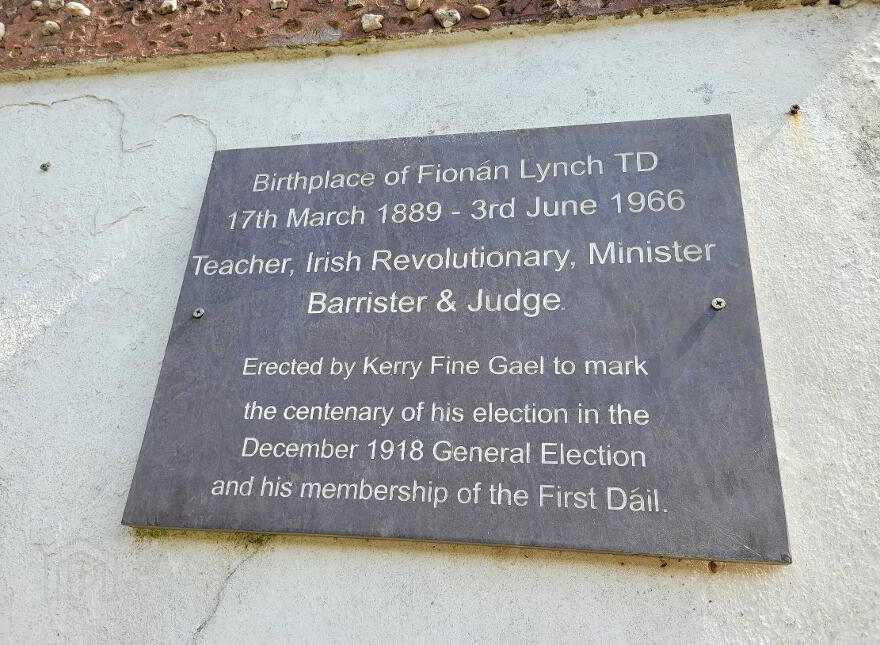 Birthplace of Fionán Lynch TD
17th March 1889 - 3rd June 1966
Teacher, Irish Revolutionary, Minister
Barrister & Judge.
Erected by Kerry Fine Gael to mark
the centenary of his election in the
December 1918 General Election
and his membership of the First Dáil.